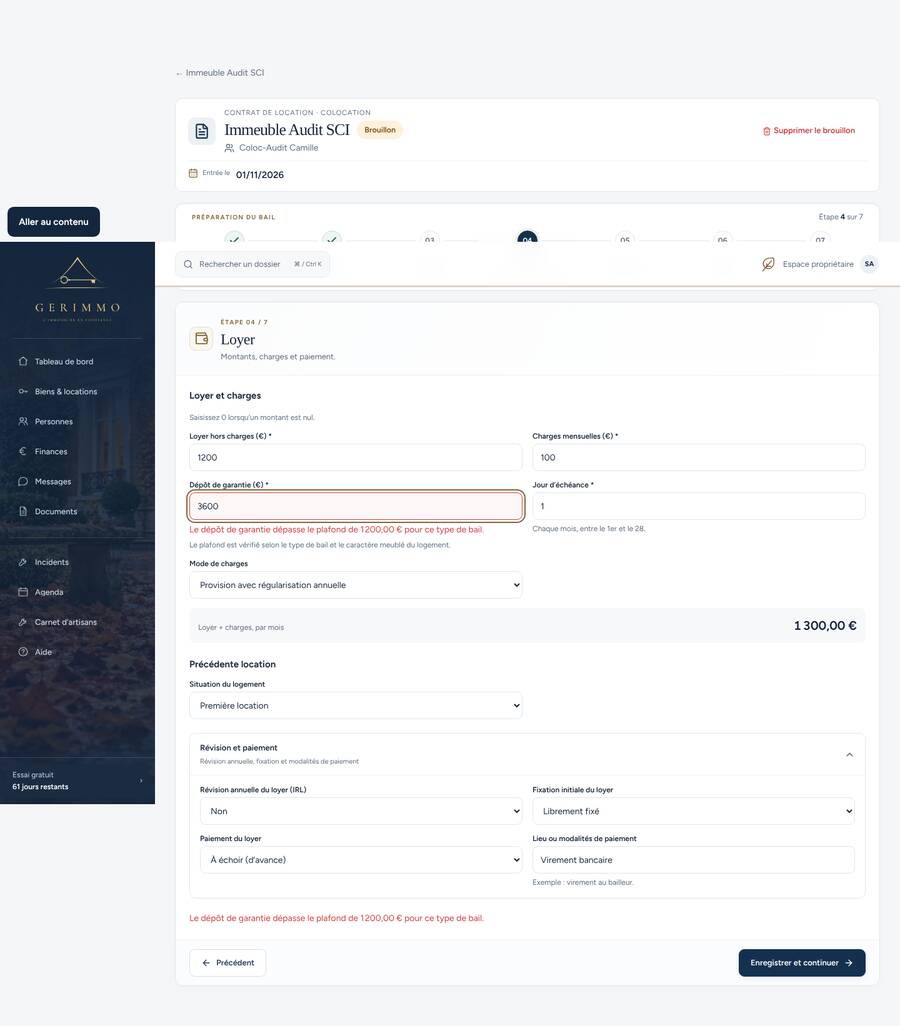 ← Immeuble Audit SCI
CONTRAT DE LOCATION · COLOCATION
Immeuble Audit SCI
Brouillon
Coloc-Audit Camille
Supprimer le brouillon
Entrée le 01/11/2026
PRÉPARATION DU BAIL
Étape 4 sur 7
03
04
05
06
07
Aller au contenu
Rechercher un dossier
⌘ / Ctrl K
Espace propriétaire
SA
GERIMMO
Tableau de bord
Biens & locations
Personnes
Finances
Messages
Documents
Incidents
Agenda
Carnet d'artisans
Aide
Essai gratuit
61 jours restants
ÉTAPE 04 / 7
Loyer
Montants, charges et paiement.
Loyer et charges
Saisissez 0 lorsqu'un montant est nul.
Loyer hors charges (€) *
Charges mensuelles (€) *
1200
100
Dépôt de garantie (€) *
Jour d'échéance *
3600
1
Le dépôt de garantie dépasse le plafond de 1 200,00 € pour ce type de bail.
Chaque mois, entre le 1er et le 28.
Le plafond est vérifié selon le type de bail et le caractère meublé du logement.
Mode de charges
Provision avec régularisation annuelle
Loyer + charges, par mois
1 300,00 €
Précédente location
Situation du logement
Première location
Révision et paiement
Révision annuelle, fixation et modalités de paiement
Révision annuelle du loyer (IRL)
Fixation initiale du loyer
Non
Librement fixé
Paiement du loyer
Lieu ou modalités de paiement
À échoir (d'avance)
Virement bancaire
Exemple : virement au bailleur.
Le dépôt de garantie dépasse le plafond de 1 200,00 € pour ce type de bail.
← Précédent
Enregistrer et continuer →